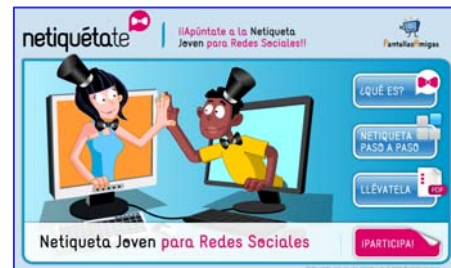 netiquétate
¡¡Apúntate a la Netiqueta
Joven para Redes Sociales!!
PantallasAmigas
¿QUÉ ES?
NETIQUETA
PASO A PASO
LLÉVATELA
PDF
Netiqueta Joven para Redes Sociales
¡PARTICIPA!